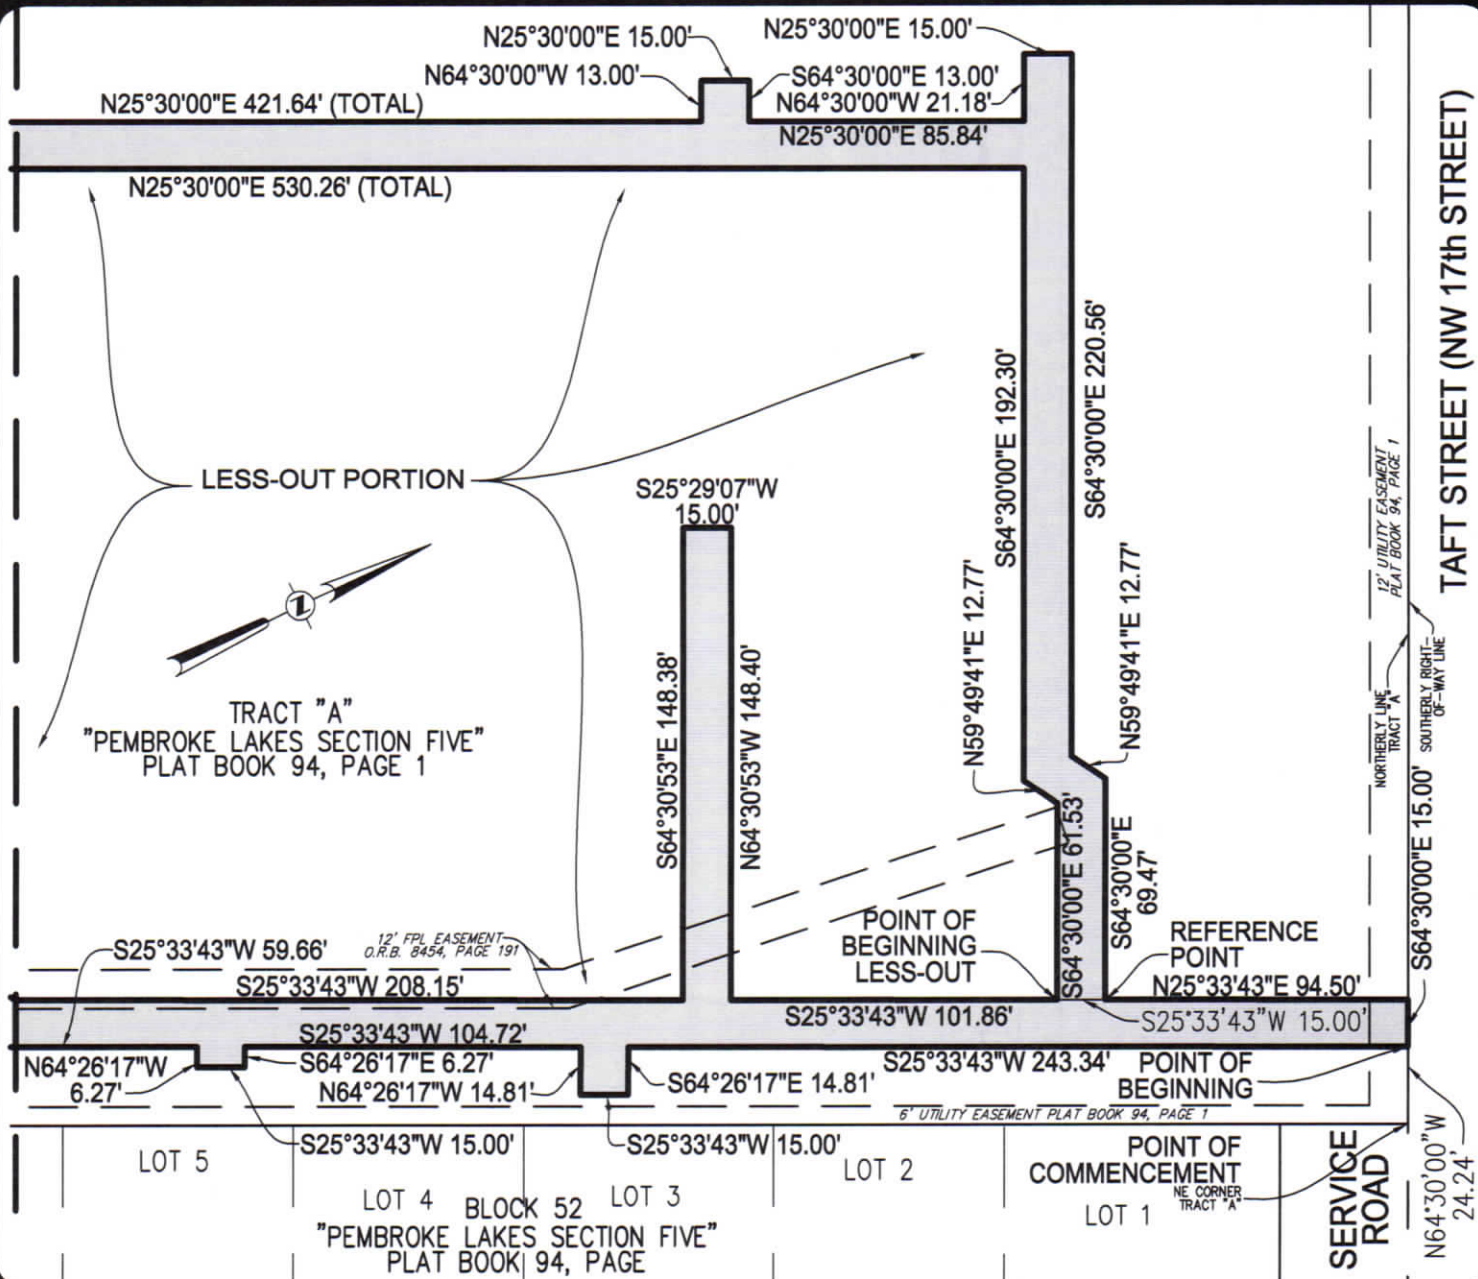 N25°30'00"E 15.00'
N25°30'00"E 15.00'
N64°30'00"W 13.00'
S64°30'00"E 13.00'
N64°30'00"W 21.18'
N25°30'00"E 421.64' (TOTAL)
N25°30'00"E 85.84'
N25°30'00"E 530.26' (TOTAL)
TAFT STREET (NW 17th STREET)
S64°30'00"E 192.30'
S64°30'00"E 220.56'
12' UTILITY EASEMENT
PLAT BOOK 94, PAGE 1
LESS-OUT PORTION
S25°29'07"W
15.00'
N59°49'41"E 12.77'
N59°49'41"E 12.77'
Z
TRACT "A"
"PEMBROKE LAKES SECTION FIVE"
PLAT BOOK 94, PAGE 1
S64°30'53"E 148.38'
N64°30'53"W 148.40'
NORTHERLY LINE
TRACT "A"
SOUTHERLY RIGHT-
OF-WAY LINE
S64°30'00"E 15.00'
S64°30'00"E 61.53'
S64°30'00"E
69.47'
POINT OF
BEGINNING
LESS-OUT
REFERENCE
POINT
S25°33'43"W 59.66'
12' FPL EASEMENT
O.R.B. 8454, PAGE 191
S25°33'43"W 208.15'
N25°33'43"E 94.50'
S25°33'43"W 101.86'
S25°33'43"W 15.00'
S25°33'43"W 104.72'
S25°33'43"W 243.34'
POINT OF
BEGINNING
N64°26'17"W
6.27'
S64°26'17"E 6.27'
N64°26'17"W 14.81'
S64°26'17"E 14.81'
6' UTILITY EASEMENT PLAT BOOK 94, PAGE 1
S25°33'43"W 15.00'
S25°33'43"W 15.00'
POINT OF
COMMENCEMENT
NE CORNER
TRACT "A"
LOT 5
LOT 4
LOT 3
LOT 2
LOT 1
BLOCK 52
"PEMBROKE LAKES SECTION FIVE"
PLAT BOOK 94, PAGE
SERVICE
ROAD
N64°30'00"W
24.24'